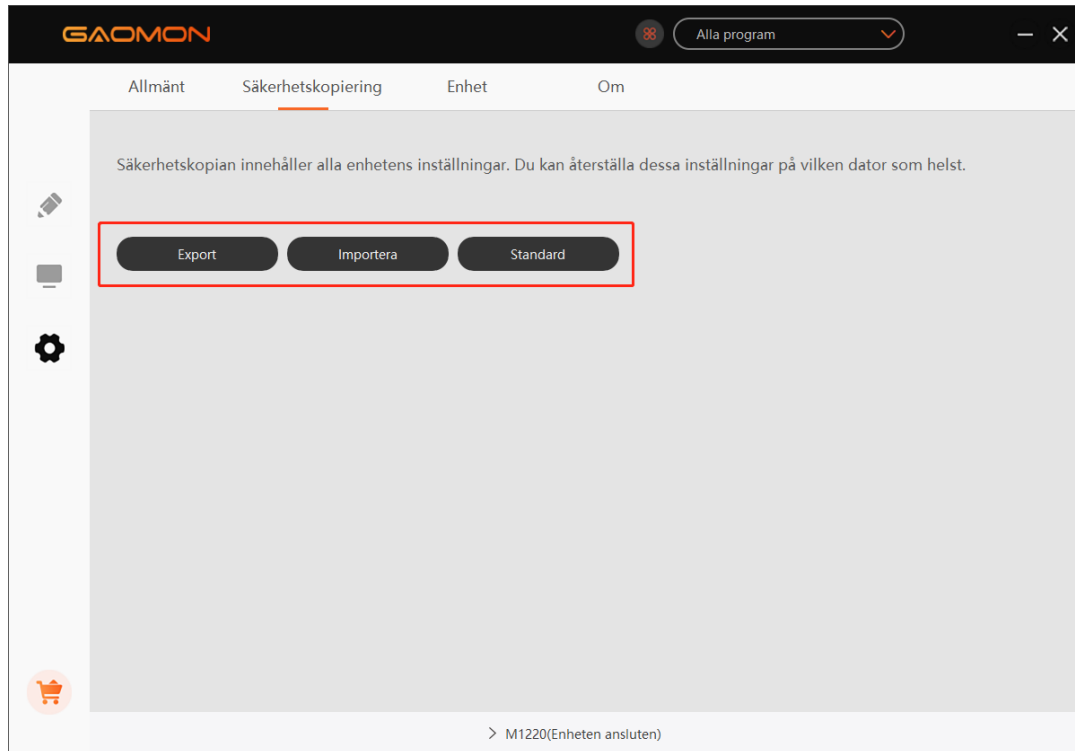 GAOMON
Alla program
Allmänt Säkerhetskopiering Enhet Om
Säkerhetskopian innehåller alla enhetens inställningar. Du kan återställa dessa inställningar på vilken dator som helst.
Export Importera Standard
M1220(Enheten ansluten)